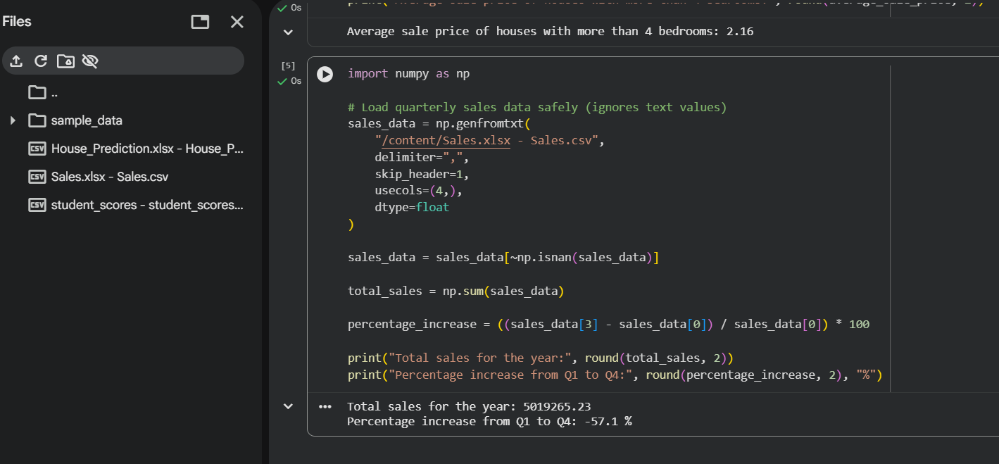 Files
..
sample_data
House_Prediction.xlsx - House_P...
Sales.xlsx - Sales.csv
student_scores - student_scores...
0s
Average sale price of houses with more than 4 bedrooms: 2.16
[5]
0s
import numpy as np
# Load quarterly sales data safely (ignores text values)
sales_data = np.genfromtxt(
    "/content/Sales.xlsx - Sales.csv",
    delimiter=",",
    skip_header=1,
    usecols=(4,),
    dtype=float
)
sales_data = sales_data[~np.isnan(sales_data)]
total_sales = np.sum(sales_data)
percentage_increase = ((sales_data[3] - sales_data[0]) / sales_data[0]) * 100
print("Total sales for the year:", round(total_sales, 2))
print("Percentage increase from Q1 to Q4:", round(percentage_increase, 2), "%")
Total sales for the year: 5019265.23
Percentage increase from Q1 to Q4: -57.1 %